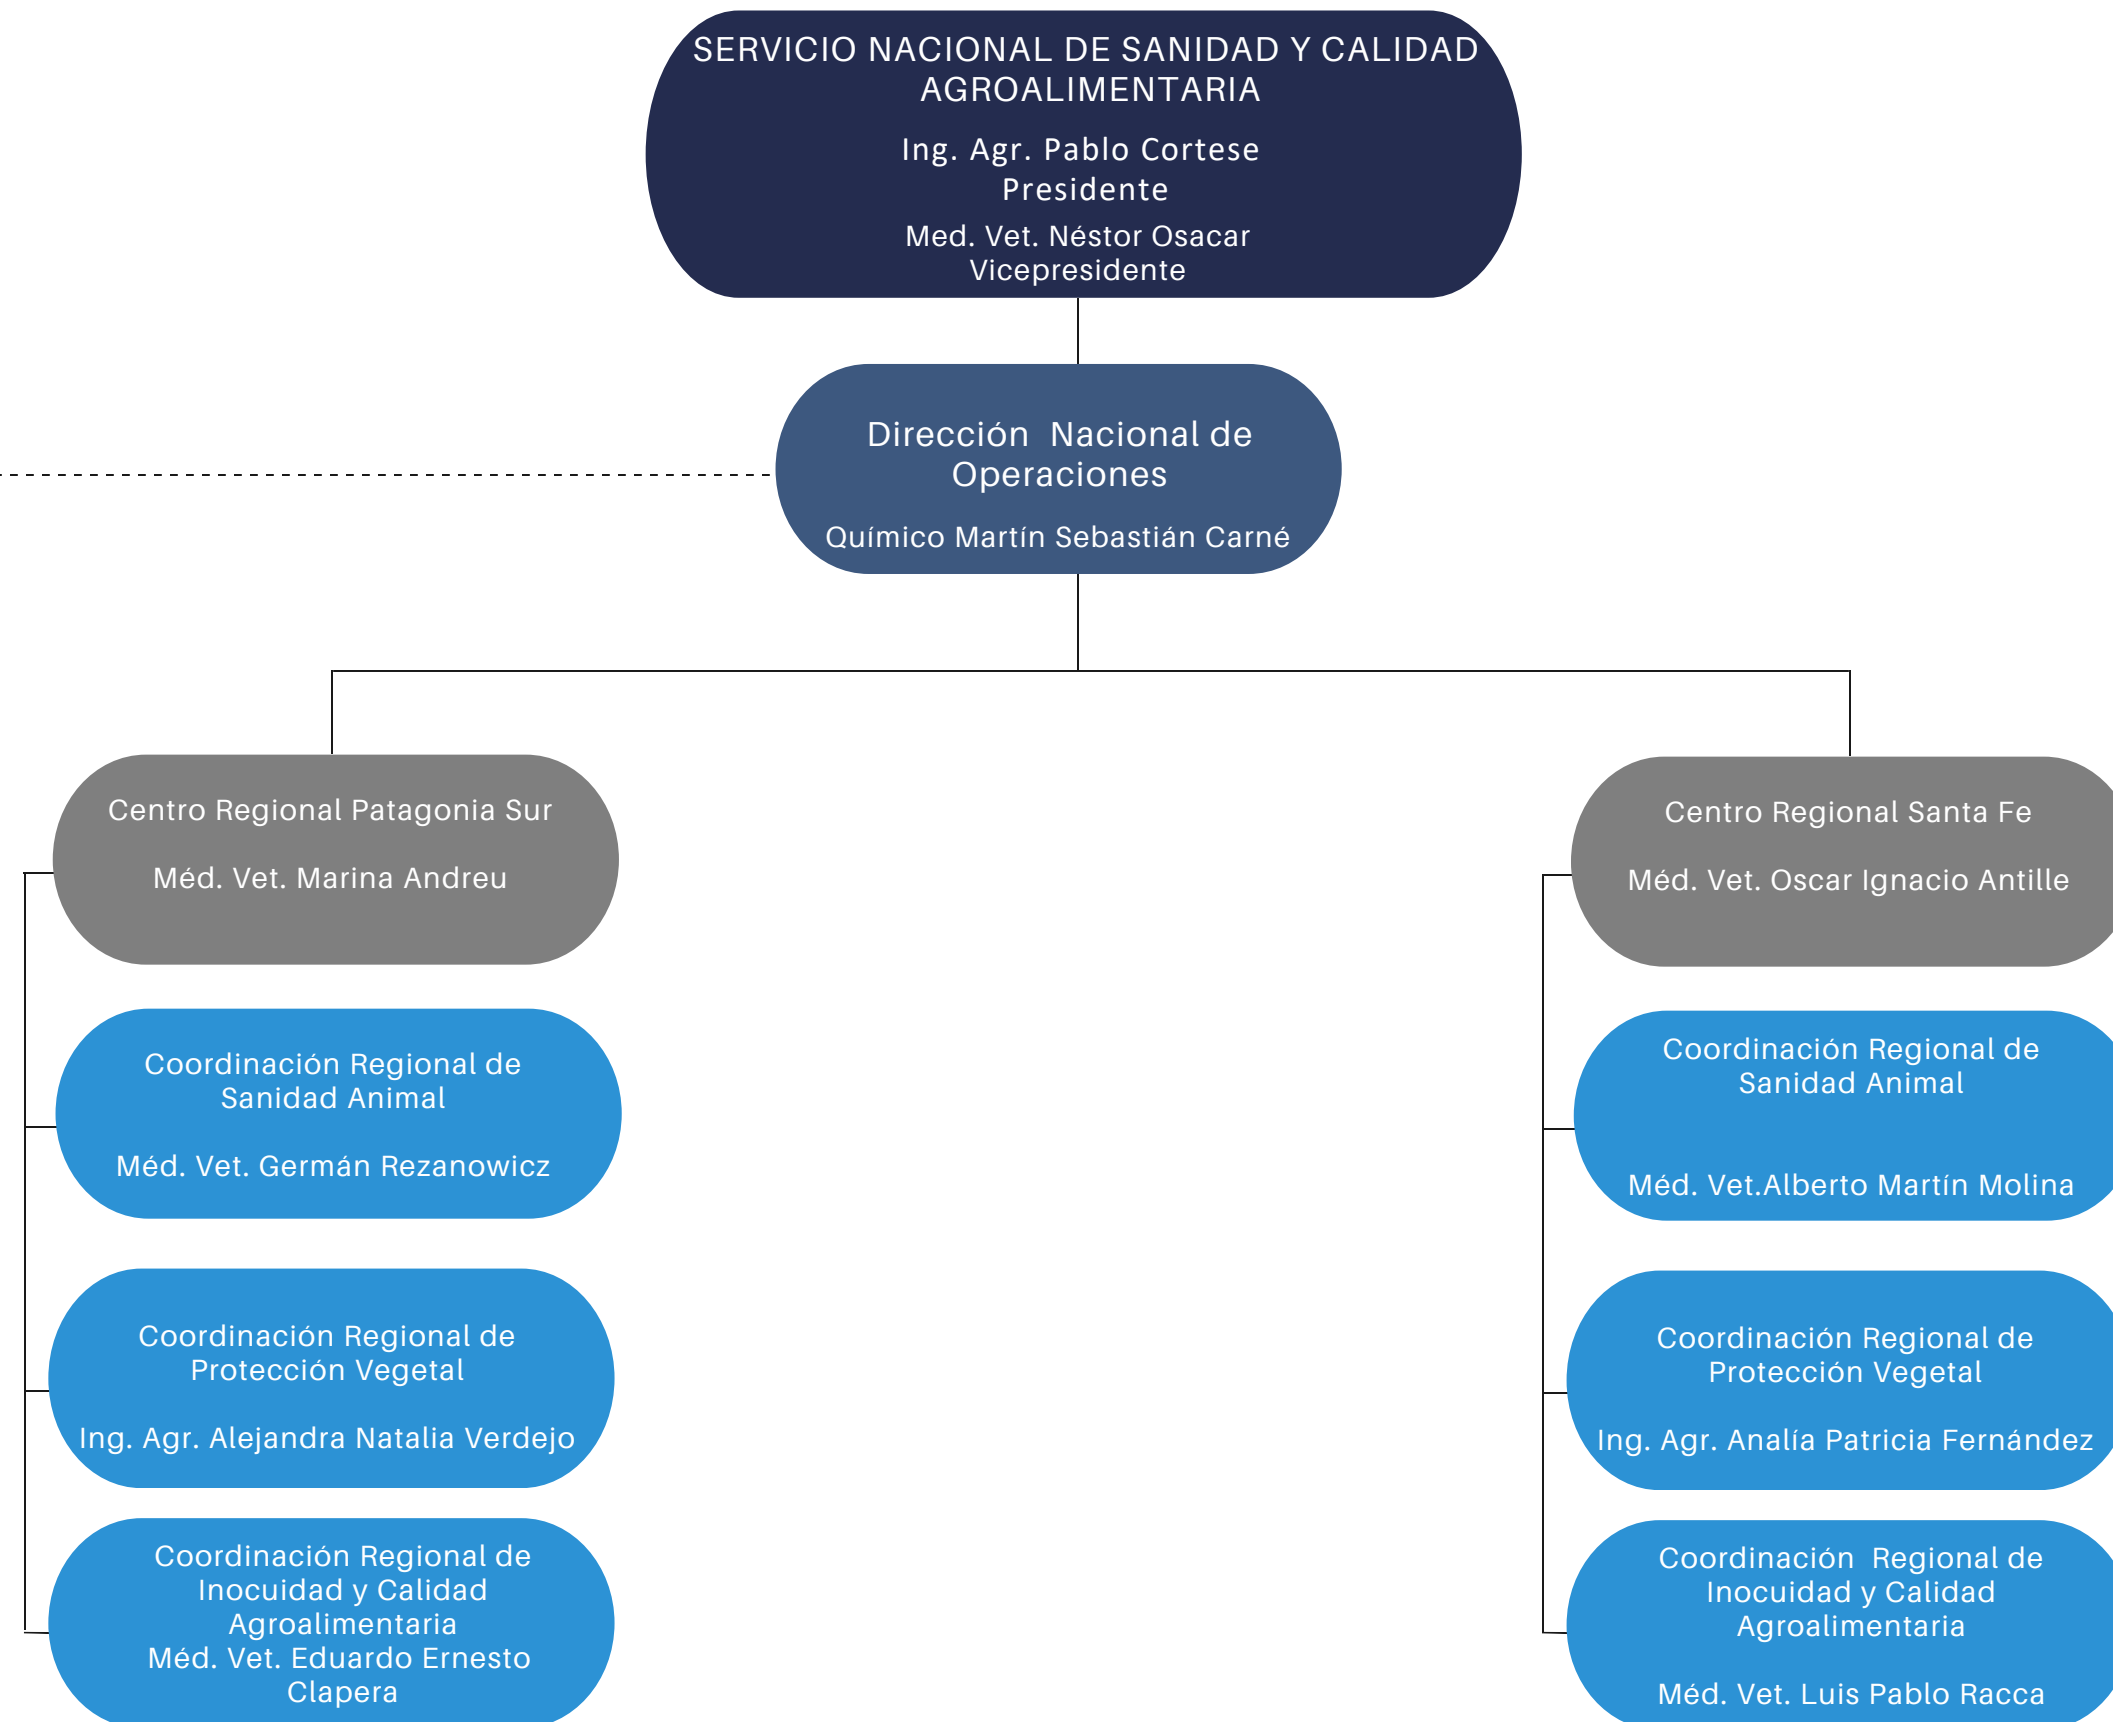 SERVICIO NACIONAL DE SANIDAD Y CALIDAD
AGROALIMENTARIA
Ing. Agr. Pablo Cortese
Presidente
Med. Vet. Néstor Osacar
Vicepresidente
Dirección Nacional de
Operaciones
Químico Martín Sebastián Carné
Centro Regional Patagonia Sur
Méd. Vet. Marina Andreu
Coordinación Regional de
Sanidad Animal
Méd. Vet. Germán Rezanowicz
Coordinación Regional de
Protección Vegetal
Ing. Agr. Alejandra Natalia Verdejo
Coordinación Regional de
Inocuidad y Calidad
Agroalimentaria
Méd. Vet. Eduardo Ernesto
Clapera
Centro Regional Santa Fe
Méd. Vet. Oscar Ignacio Antille
Coordinación Regional de
Sanidad Animal
Méd. Vet.Alberto Martín Molina
Coordinación Regional de
Protección Vegetal
Ing. Agr. Analía Patricia Fernández
Coordinación Regional de
Inocuidad y Calidad
Agroalimentaria
Méd. Vet. Luis Pablo Racca